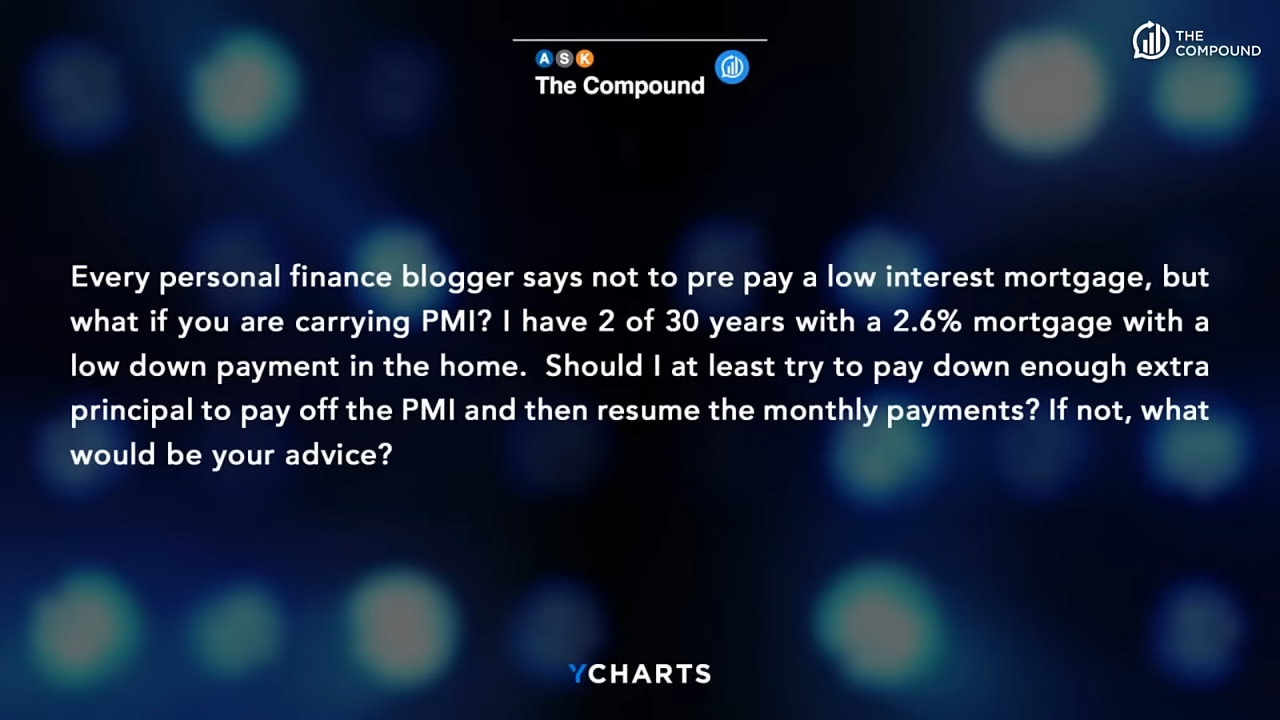 THE
COMPOUND
ASK
The Compound
Every personal finance blogger says not to pre pay a low interest mortgage, but
what if you are carrying PMI? I have 2 of 30 years with a 2.6% mortgage with a
low down payment in the home.  Should I at least try to pay down enough extra
principal to pay off the PMI and then resume the monthly payments? If not, what
would be your advice?
YCHARTS